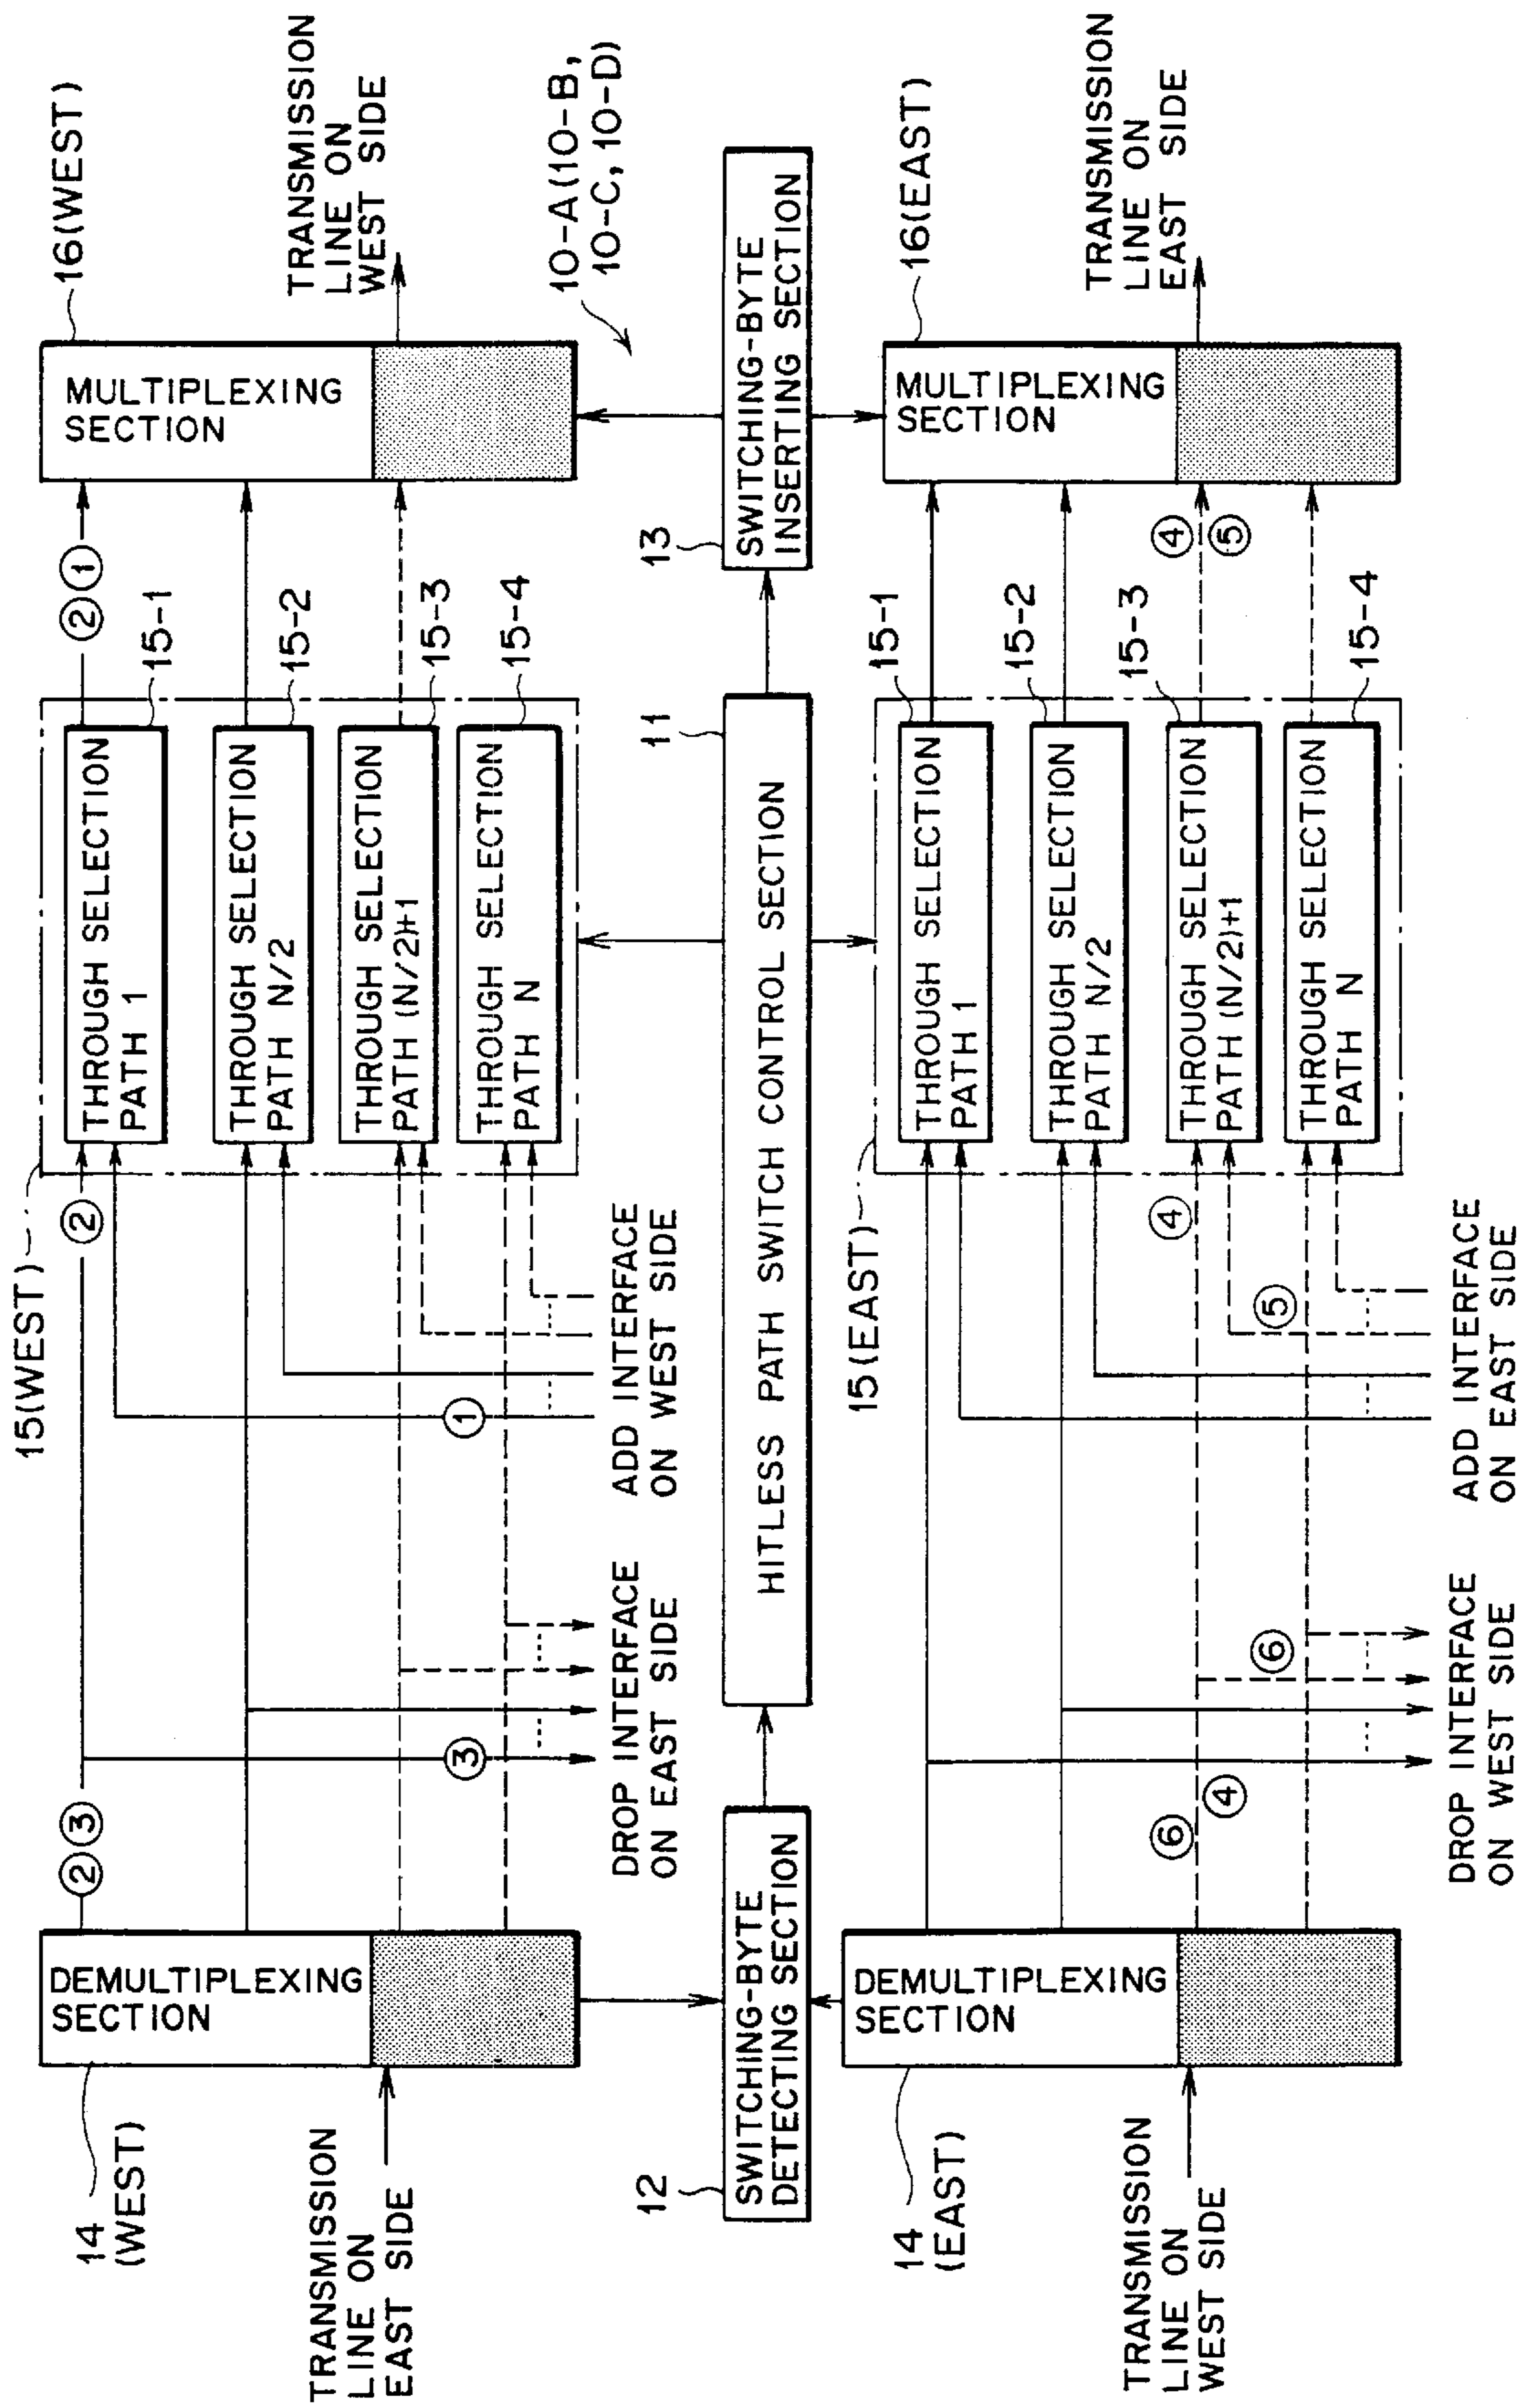 14
(WEST)
TRANSMISSION
LINE ON
EAST SIDE
DEMULTIPLEXING
SECTION
② ③
③
DROP INTERFACE
ON EAST SIDE
①
ADD INTERFACE
ON WEST SIDE
15(WEST)
②
THROUGH SELECTION
PATH 1
THROUGH SELECTION
PATH N/2
THROUGH SELECTION
PATH (N/2)+1
THROUGH SELECTION
PATH N
② ①
15-1
15-2
15-3
15-4
MULTIPLEXING
SECTION
16(WEST)
TRANSMISSION
LINE ON
WEST SIDE
10-A(10-B,
10-C, 10-D)
12
SWITCHING-BYTE
DETECTING SECTION
11
HITLESS PATH SWITCH CONTROL SECTION
13
SWITCHING-BYTE
INSERTING SECTION
14
(EAST)
TRANSMISSION
LINE ON
WEST SIDE
DEMULTIPLEXING
SECTION
⑥
④
⑥
DROP INTERFACE
ON WEST SIDE
⑤
ADD INTERFACE
ON EAST SIDE
15(EAST)
④
THROUGH SELECTION
PATH 1
THROUGH SELECTION
PATH N/2
THROUGH SELECTION
PATH (N/2)+1
THROUGH SELECTION
PATH N
15-1
15-2
15-3
15-4
④
⑤
MULTIPLEXING
SECTION
16(EAST)
TRANSMISSION
LINE ON
EAST SIDE